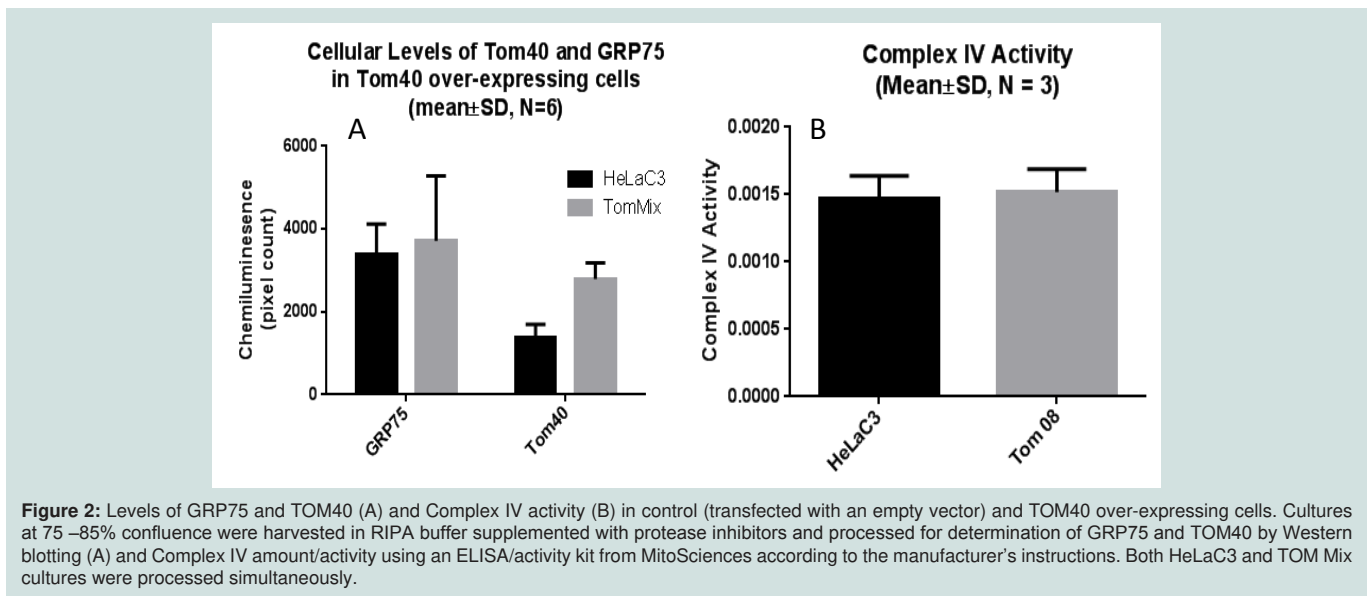 Cellular Levels of Tom40 and GRP75
in Tom40 over-expressing cells
(mean±SD, N=6)
A
Chemiluminesence
(pixel count)
6000
4000
2000
0
HeLaC3
TomMix
GRP75
Tom40
Complex IV Activity
(Mean±SD, N = 3)
B
Complex IV Activity
0.0020
0.0015
0.0010
0.0005
0.0000
HeLaC3
Tom 08
Figure 2: Levels of GRP75 and TOM40 (A) and Complex IV activity (B) in control (transfected with an empty vector) and TOM40 over-expressing cells. Cultures
at 75 –85% confluence were harvested in RIPA buffer supplemented with protease inhibitors and processed for determination of GRP75 and TOM40 by Western
blotting (A) and Complex IV amount/activity using an ELISA/activity kit from MitoSciences according to the manufacturer's instructions. Both HeLaC3 and TOM Mix
cultures were processed simultaneously.